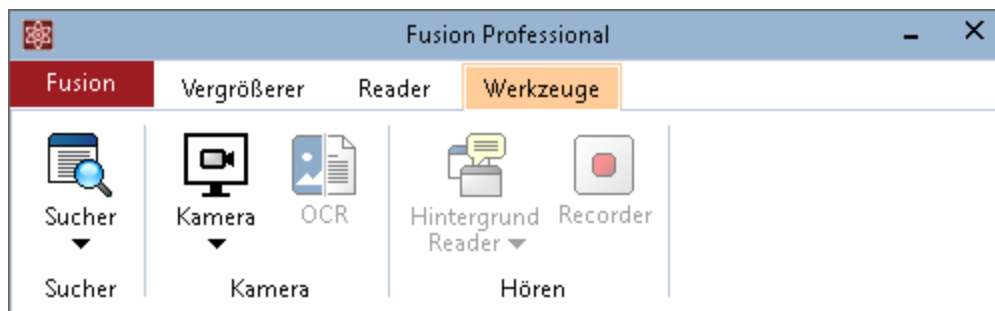 Fusion Professional
Fusion Vergrößerer Reader Werkzeuge
Sucher Kamera OCR Hintergrund Reader Recorder
Sucher Kamera Hören